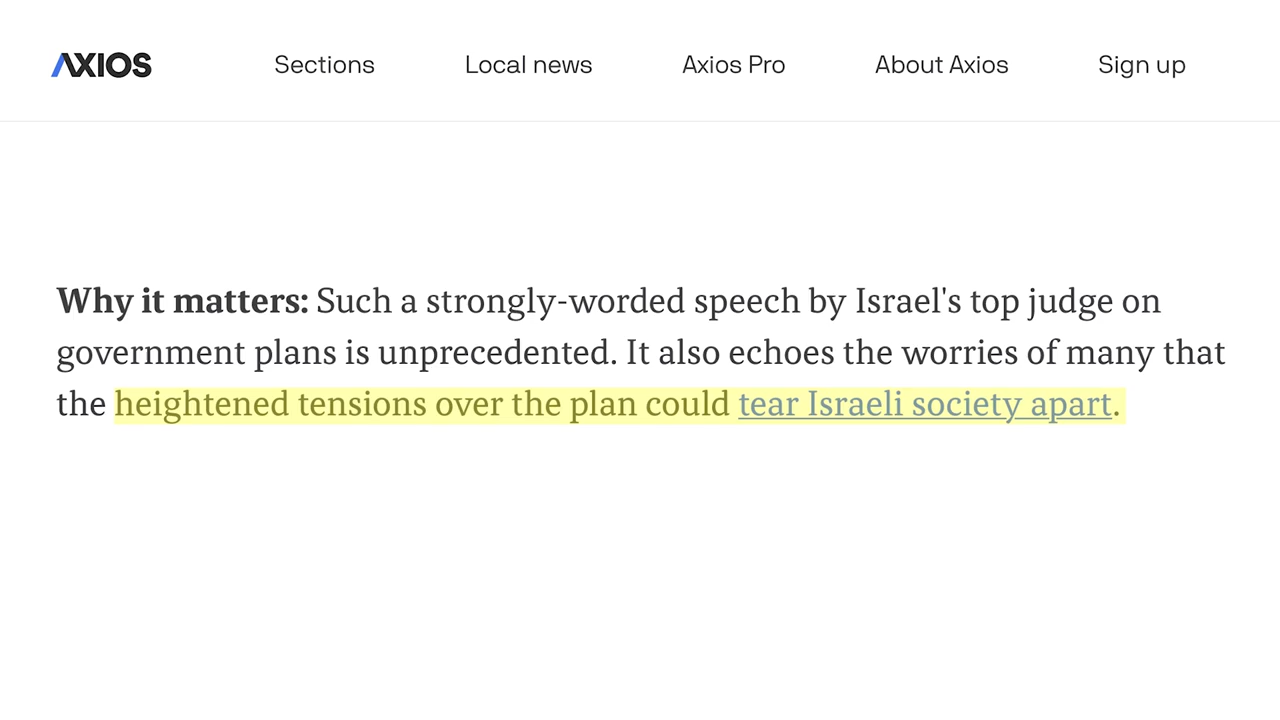 AXIOS Sections Local news Axios Pro About Axios Sign up
Why it matters: Such a strongly-worded speech by Israel's top judge on
government plans is unprecedented. It also echoes the worries of many that
the heightened tensions over the plan could tear Israeli society apart.